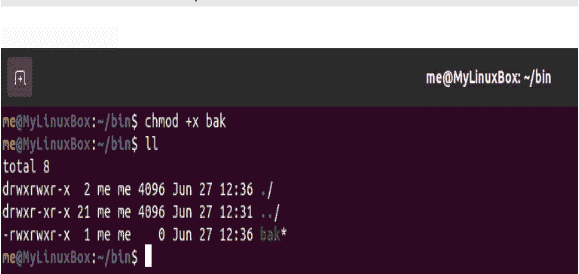 me@MyLinuxBox: ~/bin
me@MyLinuxBox:~/bin$ chmod +x bak
me@MyLinuxBox:~/bin$ ll
total 8
drwxrwxr-x  2 me me 4096 Jun 27 12:36 ./
drwxr-xr-x 21 me me 4096 Jun 27 12:31 ../
-rwxrwxr-x  1 me me    0 Jun 27 12:36 bak*
me@MyLinuxBox:~/bin$